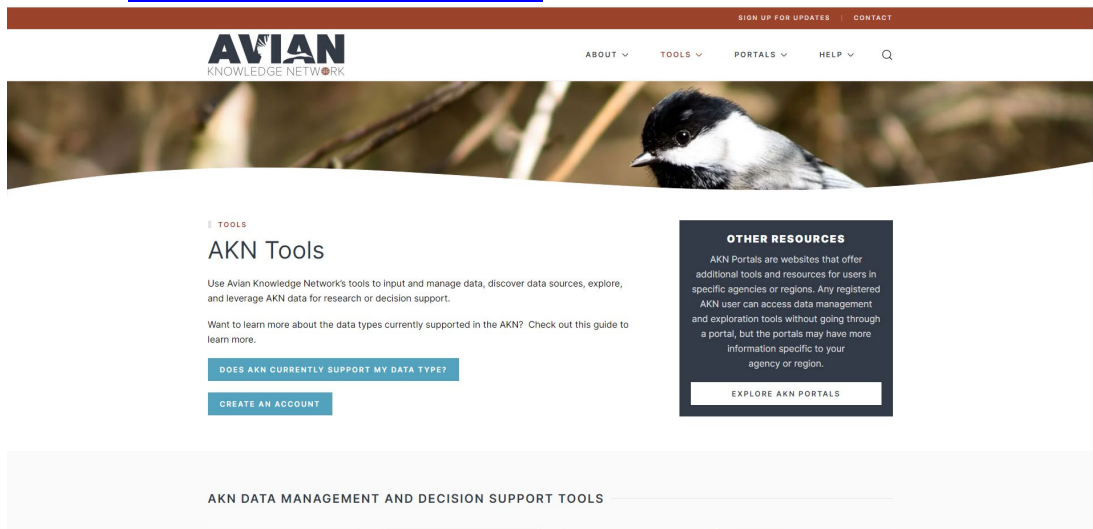 SIGN UP FOR UPDATES | CONTACT
AVIAN
KNOWLEDGE NETWORK
ABOUT TOOLS PORTALS HELP
TOOLS
AKN Tools
Use Avian Knowledge Network's tools to input and manage data, discover data sources, explore,
and leverage AKN data for research or decision support.
Want to learn more about the data types currently supported in the AKN? Check out this guide to
learn more.
DOES AKN CURRENTLY SUPPORT MY DATA TYPE?
CREATE AN ACCOUNT
OTHER RESOURCES
AKN Portals are websites that offer
additional tools and resources for users in
specific agencies or regions. Any registered
AKN user can access data management
and exploration tools without going through
a portal, but the portals may have more
information specific to your
agency or region.
EXPLORE AKN PORTALS
AKN DATA MANAGEMENT AND DECISION SUPPORT TOOLS